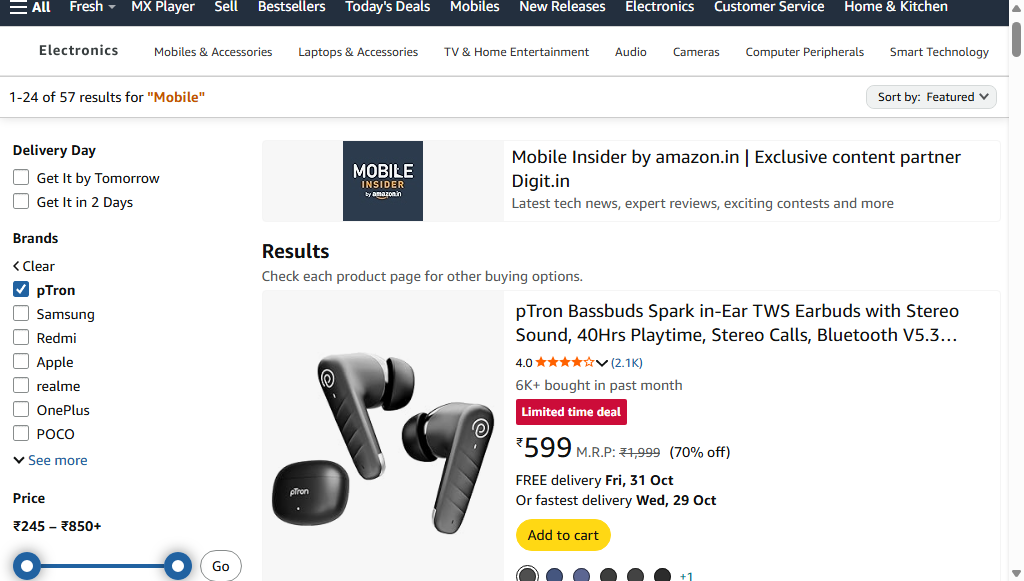 All Fresh MX Player Sell Bestsellers Today's Deals Mobiles New Releases Electronics Customer Service Home & Kitchen
Electronics Mobiles & Accessories Laptops & Accessories TV & Home Entertainment Audio Cameras Computer Peripherals Smart Technology
1-24 of 57 results for "Mobile"
Sort by: Featured
Delivery Day
Get It by Tomorrow
Get It in 2 Days
Brands
Clear
pTron
Samsung
Redmi
Apple
realme
OnePlus
POCO
See more
Price
₹245 – ₹850+
Go
MOBILE
INSIDER
by amazon.in
Mobile Insider by amazon.in | Exclusive content partner
Digit.in
Latest tech news, expert reviews, exciting contests and more
Results
Check each product page for other buying options.
pTron
pTron Bassbuds Spark in-Ear TWS Earbuds with Stereo
Sound, 40Hrs Playtime, Stereo Calls, Bluetooth V5.3…
4.0 (2.1K)
6K+ bought in past month
Limited time deal
₹599 M.R.P: ₹1,999 (70% off)
FREE delivery Fri, 31 Oct
Or fastest delivery Wed, 29 Oct
Add to cart
+1